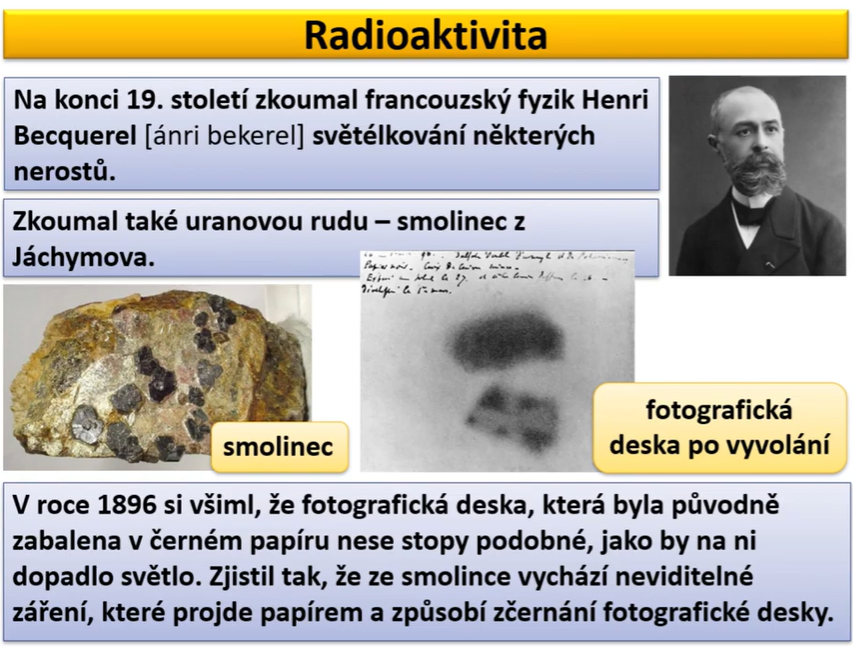 Radioaktivita
Na konci 19. století zkoumal francouzský fyzik Henri
Becquerel [ánri bekerel] světélkování některých
nerostů.
Zkoumal také uranovou rudu – smolinec z
Jáchymova.
smolinec
fotografická
deska po vyvolání
V roce 1896 si všiml, že fotografická deska, která byla původně
zabalena v černém papíru nese stopy podobné, jako by na ni
dopadlo světlo. Zjistil tak, že ze smolince vychází neviditelné
záření, které projde papírem a způsobí zčernání fotografické desky.